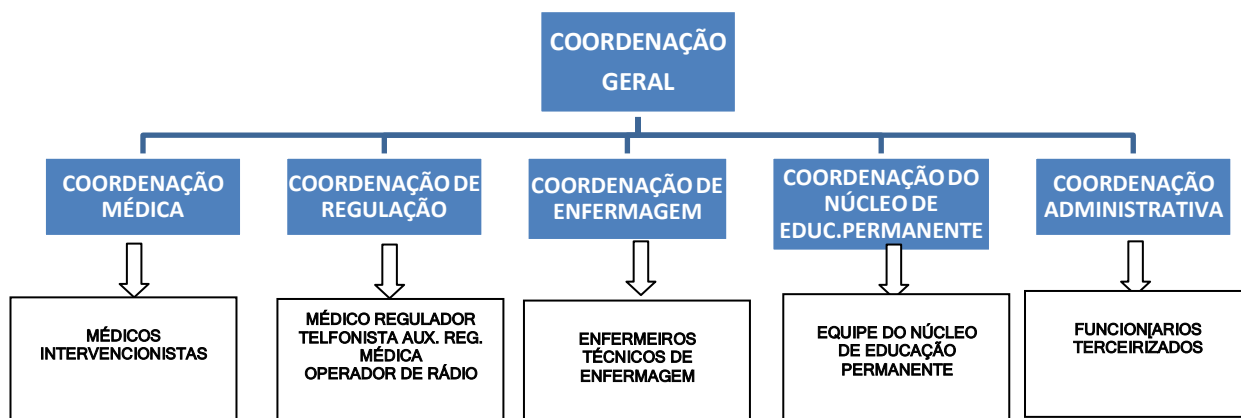 COORDENAÇÃO
GERAL
COORDENAÇÃO
MÉDICA
COORDENAÇÃO DE
REGULAÇÃO
COORDENAÇÃO DE
ENFERMAGEM
COORDENAÇÃO DO
NÚCLEO DE
EDUC.PERMANENTE
COORDENAÇÃO
ADMINISTRATIVA
MÉDICOS
INTERVENCIONISTAS
MÉDICO REGULADOR
TELFONISTA AUX. REG.
MÉDICA
OPERADOR DE RÁDIO
ENFERMEIROS
TÉCNICOS DE
ENFERMAGEM
EQUIPE DO NÚCLEO
DE EDUCAÇÃO
PERMANENTE
FUNCIONÍARIOS
TERCEIRIZADOS